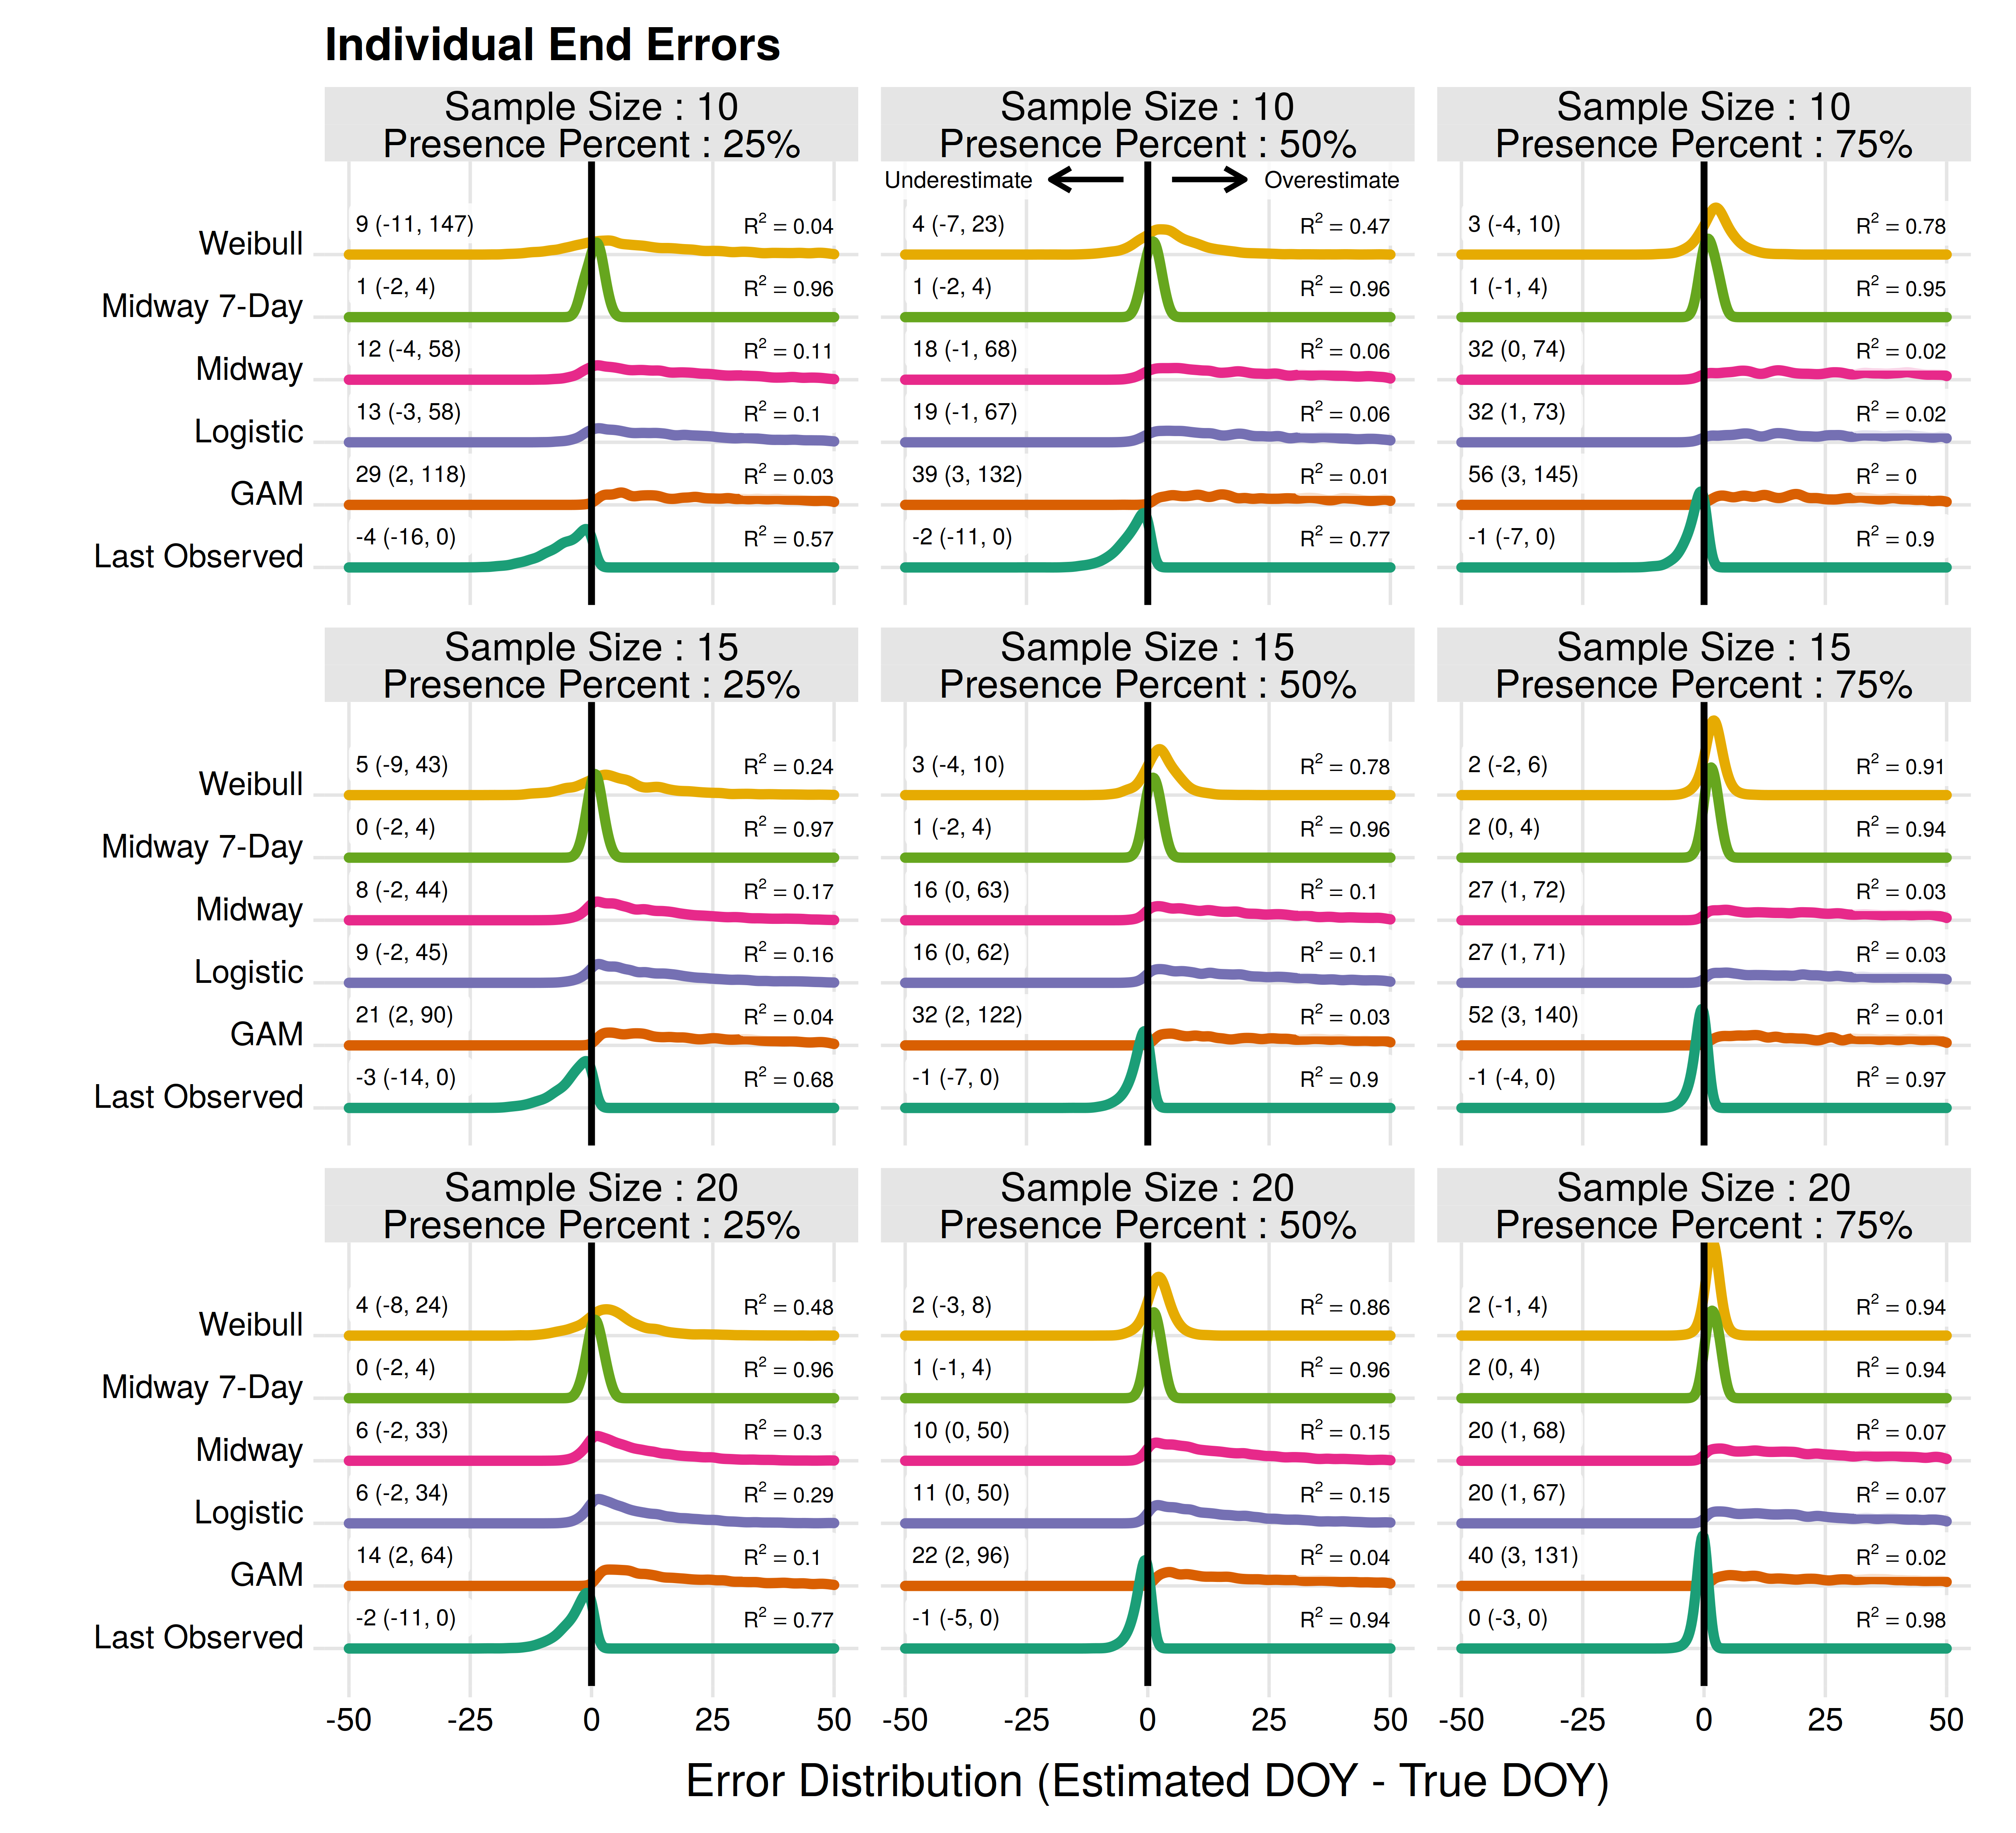 Individual End Errors
Sample Size : 10
Presence Percent : 25%
Sample Size : 10
Presence Percent : 50%
Sample Size : 10
Presence Percent : 75%
Underestimate Overestimate
Weibull 9 (-11, 147) R² = 0.04 4 (-7, 23) R² = 0.47 3 (-4, 10) R² = 0.78
Midway 7-Day 1 (-2, 4) R² = 0.96 1 (-2, 4) R² = 0.96 1 (-1, 4) R² = 0.95
Midway 12 (-4, 58) R² = 0.11 18 (-1, 68) R² = 0.06 32 (0, 74) R² = 0.02
Logistic 13 (-3, 58) R² = 0.1 19 (-1, 67) R² = 0.06 32 (1, 73) R² = 0.02
GAM 29 (2, 118) R² = 0.03 39 (3, 132) R² = 0.01 56 (3, 145) R² = 0
Last Observed -4 (-16, 0) R² = 0.57 -2 (-11, 0) R² = 0.77 -1 (-7, 0) R² = 0.9
Sample Size : 15
Presence Percent : 25%
Sample Size : 15
Presence Percent : 50%
Sample Size : 15
Presence Percent : 75%
Weibull 5 (-9, 43) R² = 0.24 3 (-4, 10) R² = 0.78 2 (-2, 6) R² = 0.91
Midway 7-Day 0 (-2, 4) R² = 0.97 1 (-2, 4) R² = 0.96 2 (0, 4) R² = 0.94
Midway 8 (-2, 44) R² = 0.17 16 (0, 63) R² = 0.1 27 (1, 72) R² = 0.03
Logistic 9 (-2, 45) R² = 0.16 16 (0, 62) R² = 0.1 27 (1, 71) R² = 0.03
GAM 21 (2, 90) R² = 0.04 32 (2, 122) R² = 0.03 52 (3, 140) R² = 0.01
Last Observed -3 (-14, 0) R² = 0.68 -1 (-7, 0) R² = 0.9 -1 (-4, 0) R² = 0.97
Sample Size : 20
Presence Percent : 25%
Sample Size : 20
Presence Percent : 50%
Sample Size : 20
Presence Percent : 75%
Weibull 4 (-8, 24) R² = 0.48 2 (-3, 8) R² = 0.86 2 (-1, 4) R² = 0.94
Midway 7-Day 0 (-2, 4) R² = 0.96 1 (-1, 4) R² = 0.96 2 (0, 4) R² = 0.94
Midway 6 (-2, 33) R² = 0.3 10 (0, 50) R² = 0.15 20 (1, 68) R² = 0.07
Logistic 6 (-2, 34) R² = 0.29 11 (0, 50) R² = 0.15 20 (1, 67) R² = 0.07
GAM 14 (2, 64) R² = 0.1 22 (2, 96) R² = 0.04 40 (3, 131) R² = 0.02
Last Observed -2 (-11, 0) R² = 0.77 -1 (-5, 0) R² = 0.94 0 (-3, 0) R² = 0.98
-50 -25 0 25 50 -50 -25 0 25 50 -50 -25 0 25 50
Error Distribution (Estimated DOY - True DOY)